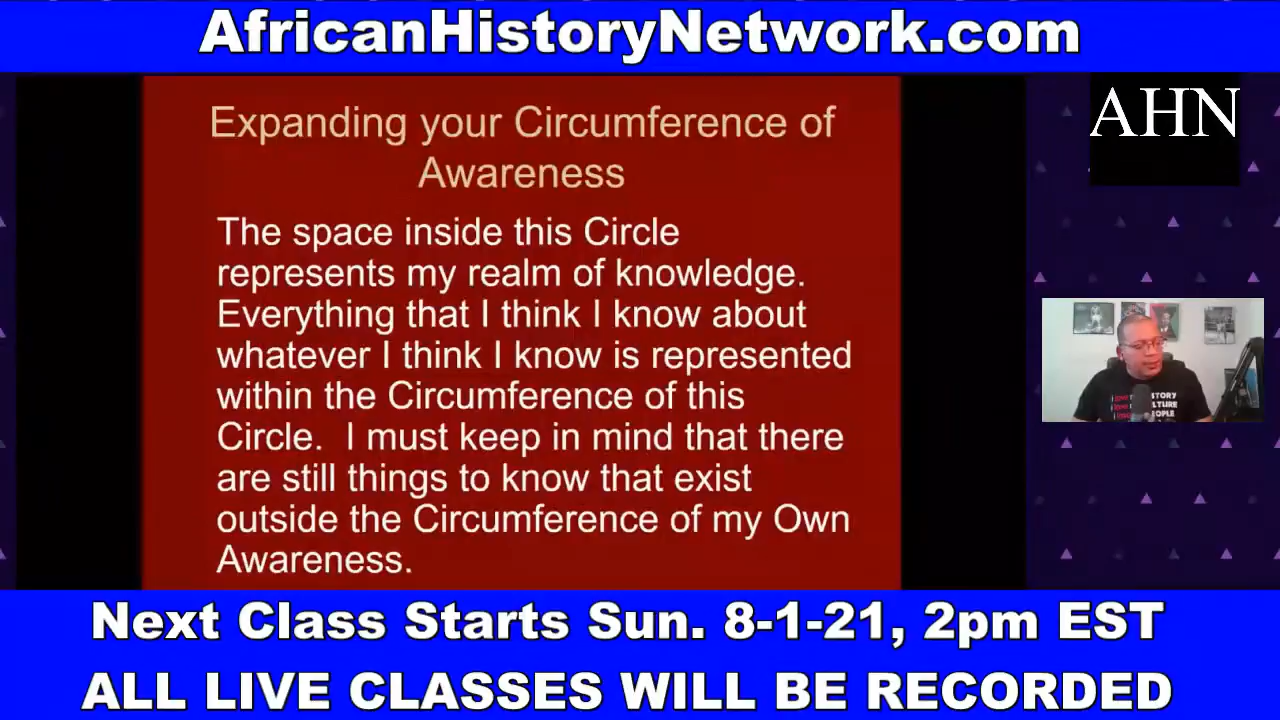 AfricanHistoryNetwork.com
AHN
Expanding your Circumference of
Awareness
The space inside this Circle
represents my realm of knowledge.
Everything that I think I know about
whatever I think I know is represented
within the Circumference of this
Circle.  I must keep in mind that there
are still things to know that exist
outside the Circumference of my Own
Awareness.
Next Class Starts Sun. 8-1-21, 2pm EST
ALL LIVE CLASSES WILL BE RECORDED